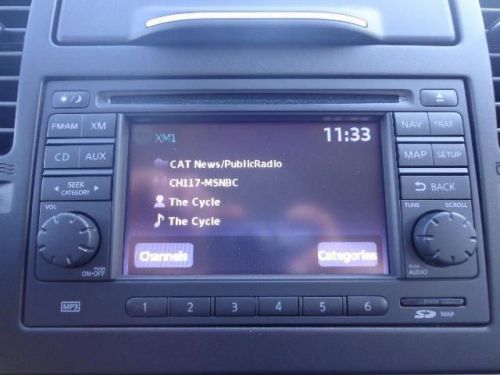 FM·AM XM
CD AUX
SEEK
CATEGORY
VOL
PUSH
ON·OFF
MP3
XM1
11:33
CAT News/PublicRadio
CH117-MSNBC
The Cycle
The Cycle
Channels Categories
NAV TRAF
MAP SETUP
BACK
TUNE SCROLL
PUSH
AUDIO
1 2 3 4 5 6
SD MAP